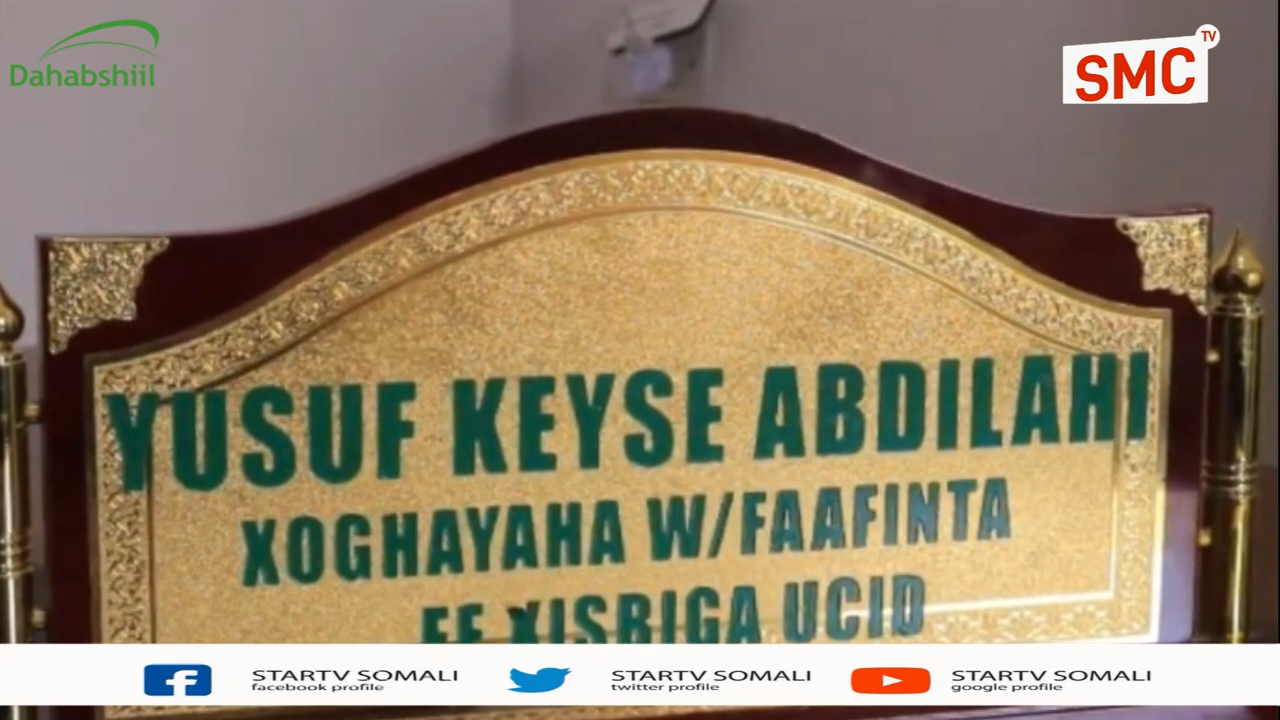 Dahabshiil
SMC TV
YUSUF KEYSE ABDILAHI
XOGHAYAHA W/FAAFINTA
EE XISBIGA UCID
STARTV SOMALI
facebook profile
STARTV SOMALI
twitter profile
STARTV SOMALI
google profile